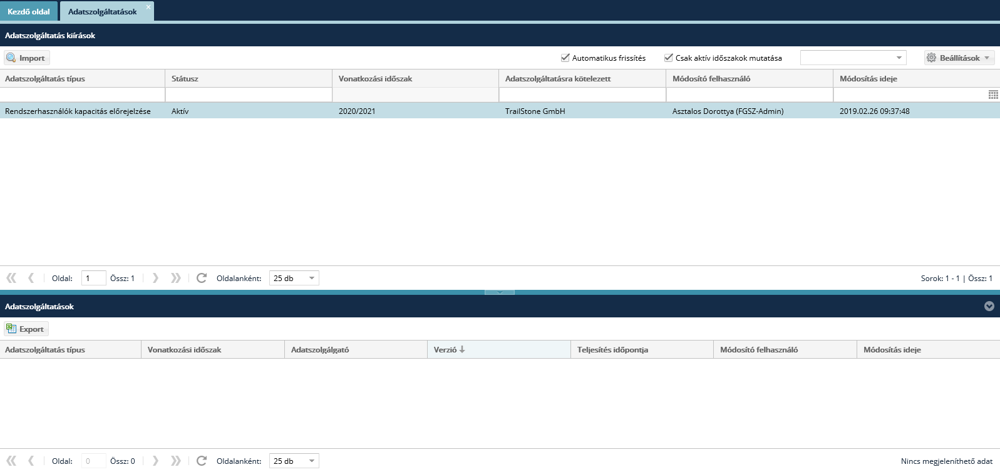 Kezdő oldal Adatszolgáltatások
Adatszolgáltatás kiírások
Import Automatikus frissítés Csak aktív időszakok mutatása Beállítások
Adatszolgáltatás típus Státusz Vonatkozási időszak Adatszolgáltatásra kötelezett Módosító felhasználó Módosítás ideje
Rendszerhasználók kapacitás előrejelzése Aktív 2020/2021 TrailStone GmbH Asztalos Dorottya (FGSZ-Admin) 2019.02.26 09:37:48
Oldal: 1 Össz: 1 Oldalanként: 25 db Sorok: 1 - 1 | Össz: 1
Adatszolgáltatások
Export
Adatszolgáltatás típus Vonatkozási időszak Adatszolgálgató Verzió Teljesítés időpontja Módosító felhasználó Módosítás ideje
Oldal: 0 Össz: 0 Oldalanként: 25 db Nincs megjeleníthető adat